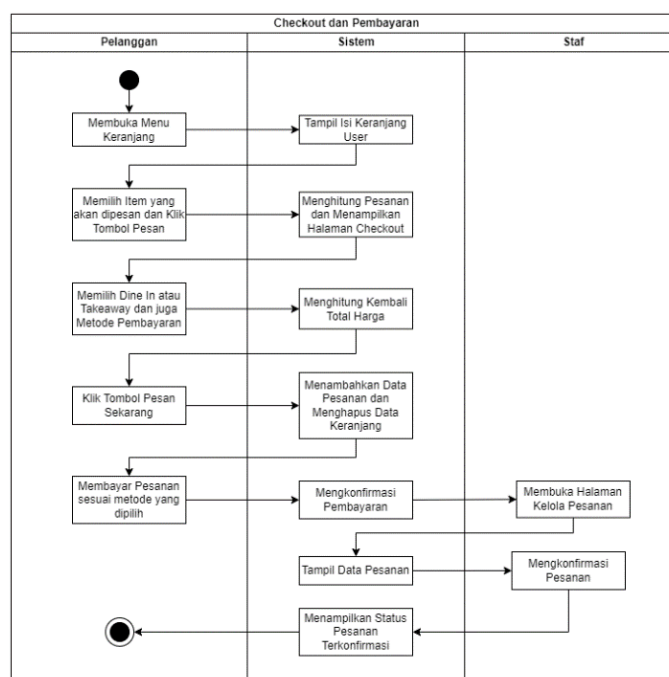 Checkout dan Pembayaran
Pelanggan
Sistem
Staf
Membuka Menu
Keranjang
Tampil Isi Keranjang
User
Memilih Item yang
akan dipesan dan Klik
Tombol Pesan
Menghitung Pesanan
dan Menampilkan
Halaman Checkout
Memilih Dine In atau
Takeaway dan juga
Metode Pembayaran
Menghitung Kembali
Total Harga
Klik Tombol Pesan
Sekarang
Menambahkan Data
Pesanan dan
Menghapus Data
Keranjang
Membayar Pesanan
sesuai metode yang
dipilih
Mengkonfirmasi
Pembayaran
Membuka Halaman
Kelola Pesanan
Tampil Data Pesanan
Mengkonfirmasi
Pesanan
Menampilkan Status
Pesanan
Terkonfirmasi